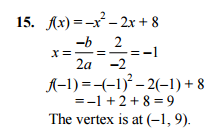 15. f(x) = –x² – 2x + 8
x = –b/2a = 2/–2 = –1
f(–1) = –(–1)² – 2(–1) + 8
= –1 + 2 + 8 = 9
The vertex is at (–1, 9).